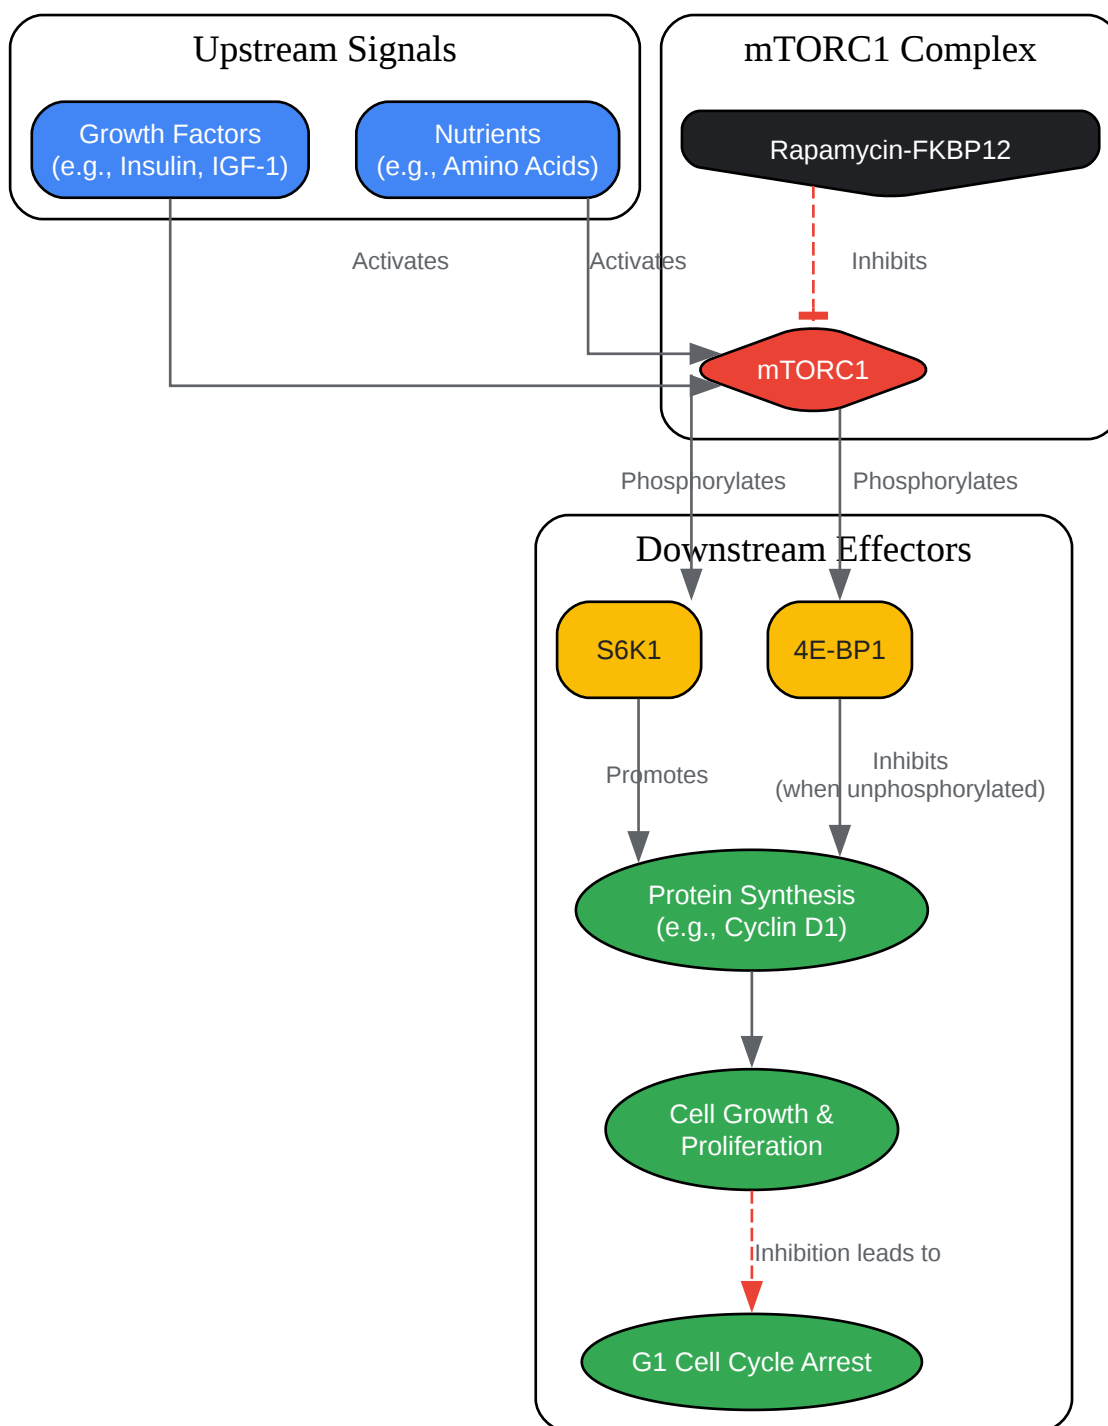 Upstream Signals
mTORC1 Complex
Growth Factors
(e.g., Insulin, IGF-1)
Nutrients
(e.g., Amino Acids)
Rapamycin-FKBP12
Activates
Activates
Inhibits
mTORC1
Phosphorylates
Phosphorylates
Downstream Effectors
S6K1
4E-BP1
Promotes
Inhibits
(when unphosphorylated)
Protein Synthesis
(e.g., Cyclin D1)
Cell Growth &
Proliferation
Inhibition leads to
G1 Cell Cycle Arrest